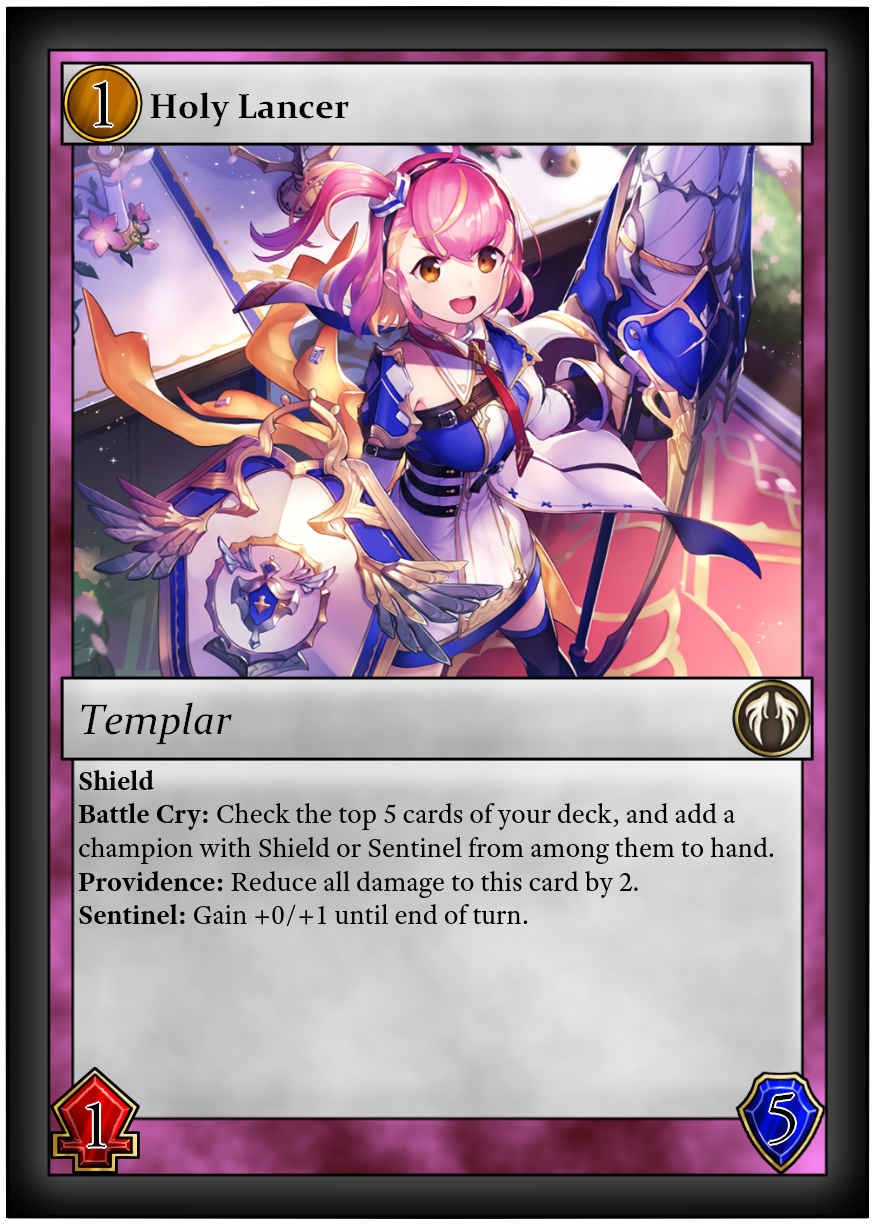 1
Holy Lancer
Templar
Shield
Battle Cry: Check the top 5 cards of your deck, and add a
champion with Shield or Sentinel from among them to hand.
Providence: Reduce all damage to this card by 2.
Sentinel: Gain +0/+1 until end of turn.
1
5